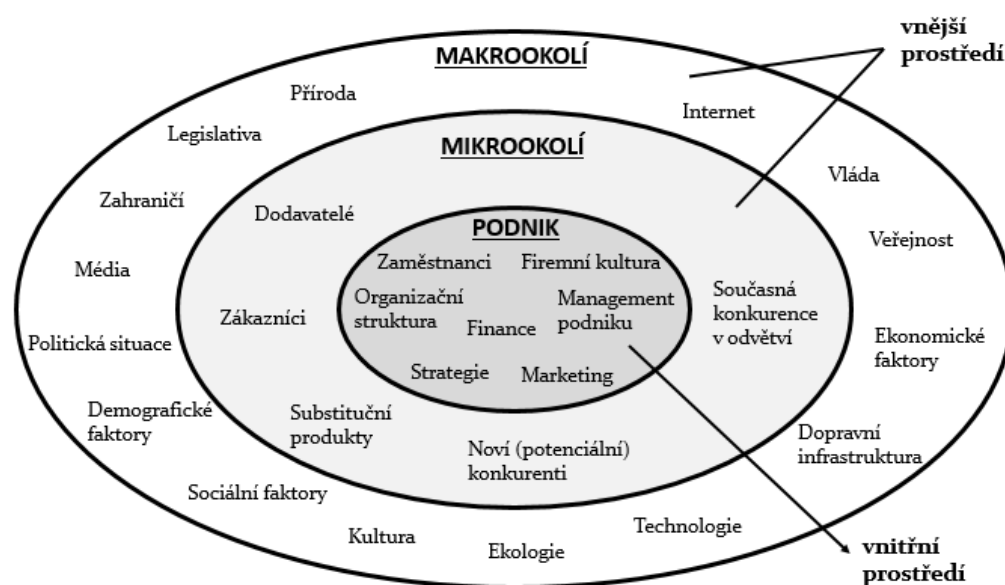 vnější
prostředí
MAKROOKOLÍ
Příroda
Internet
Legislativa
MIKROOKOLÍ
Vláda
Zahraničí
Dodavatelé
PODNIK
Veřejnost
Zaměstnanci
Firemní kultura
Média
Organizační
struktura
Management
podniku
Současná
konkurence
v odvětví
Zákazníci
Finance
Politická situace
Ekonomické
faktory
Strategie
Marketing
Demografické
faktory
Substituční
produkty
Noví (potenciální)
konkurenti
Dopravní
infrastruktura
Sociální faktory
Kultura
Ekologie
Technologie
vnitřní
prostředí